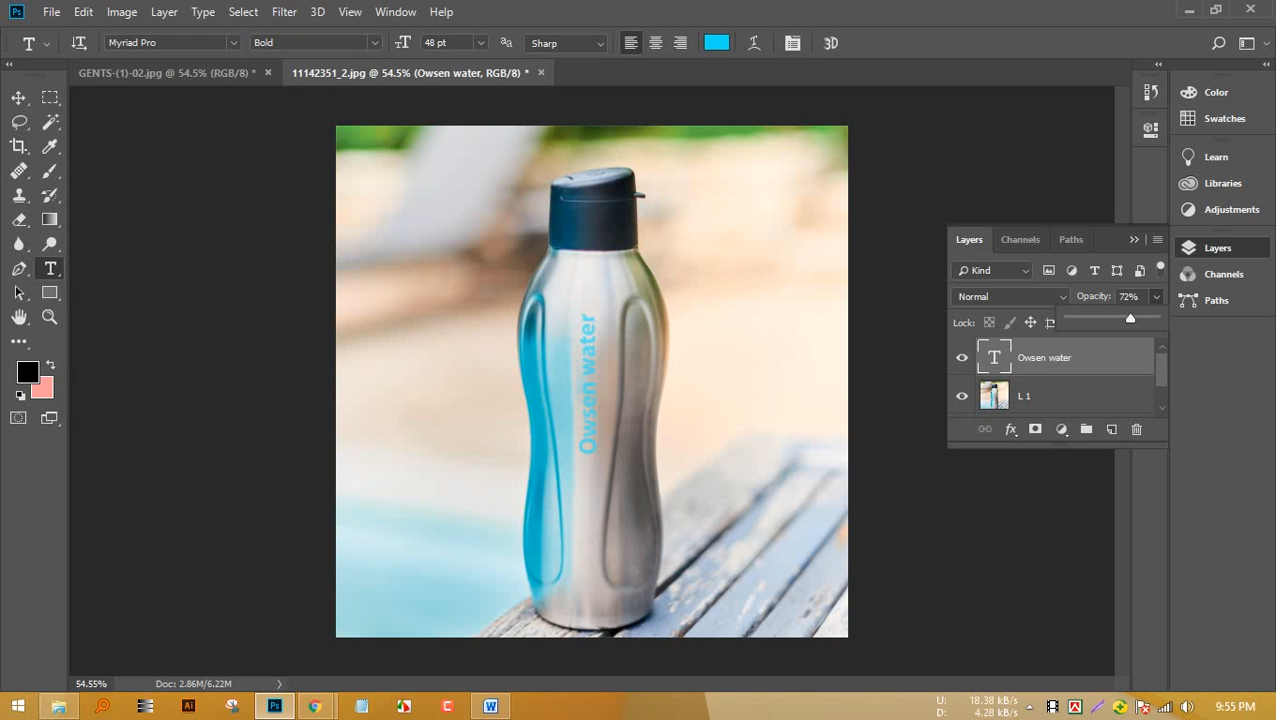 Ps File Edit Image Layer Type Select Filter 3D View Window Help
Myriad Pro Bold 48 pt Sharp 3D
GENTS-(1)-02.jpg @ 54.5% (RGB/8) * × 11142351_2.jpg @ 54.5% (Owsen water, RGB/8) * ×
Color
Swatches
Learn
Libraries
Adjustments
Layers
Channels
Paths
Layers Channels Paths
Kind
Normal Opacity: 72%
Lock:
Owsen water
L 1
fx
Owsen water
54.55% Doc: 2.86M/6.22M
Ai Ps W
U: 18.38 kB/s
D: 4.28 kB/s
9:55 PM